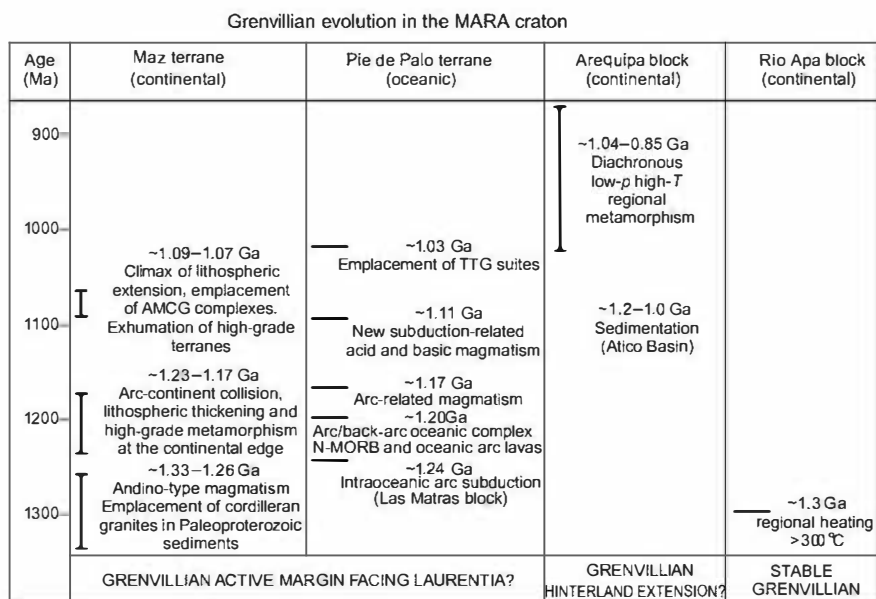 Grenvillian evolution in the MARA craton
Age
(Ma)
Maz terrane
(continental)
Pie de Palo terrane
(oceanic)
Arequipa block
(continental)
Rio Apa block
(continental)
900
1000
1100
1200
1300
~1.09–1.07 Ga
Climax of lithospheric
extension, emplacement
of AMCG complexes.
Exhumation of high-grade
terranes
~1.23–1.17 Ga
Arc-continent collision,
lithospheric thickening and
high-grade metamorphism
at the continental edge
~1.33–1.26 Ga
Andino-type magmatism
Emplacement of cordilleran
granites in Paleoproterozoic
sediments
~1.03 Ga
Emplacement of TTG suites
~1.11 Ga
New subduction-related
acid and basic magmatism
~1.17 Ga
Arc-related magmatism
~1.20Ga
Arc/back-arc oceanic complex
N-MORB and oceanic arc lavas
~1.24 Ga
Intraoceanic arc subduction
(Las Matras block)
~1.04–0.85 Ga
Diachronous
low-p high-T
regional
metamorphism
~1.2–1.0 Ga
Sedimentation
(Atico Basin)
~1.3 Ga
regional heating
>300 °C
GRENVILLIAN ACTIVE MARGIN FACING LAURENTIA?
GRENVILLIAN
HINTERLAND EXTENSION?
STABLE
GRENVILLIAN